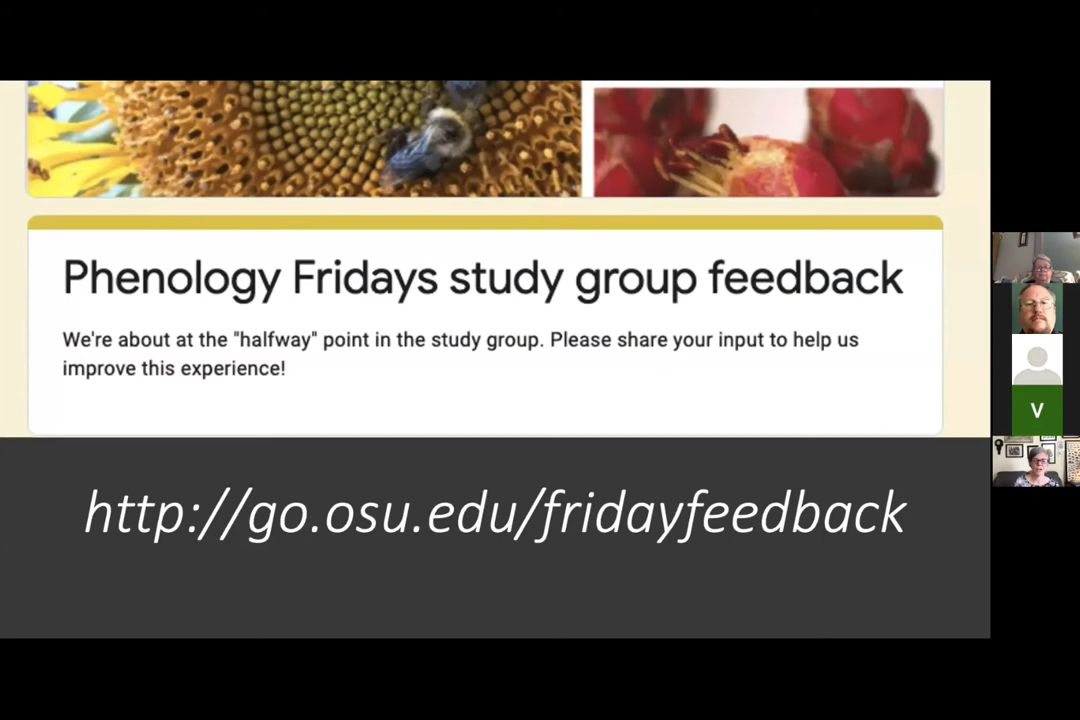 Phenology Fridays study group feedback
We're about at the "halfway" point in the study group. Please share your input to help us
improve this experience!
V
http://go.osu.edu/fridayfeedback